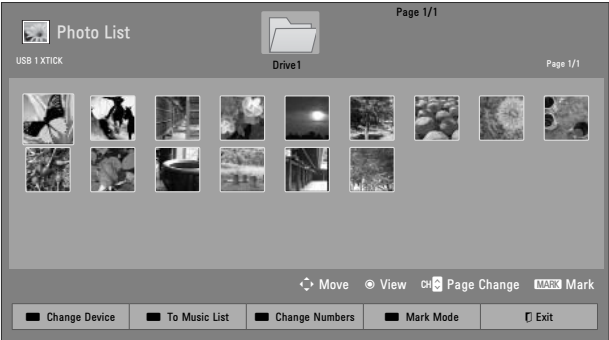 Page 1/1
Photo List
USB 1 XTICK
Drive1
Page 1/1
Move View CH Page Change MARK Mark
Change Device To Music List Change Numbers Mark Mode Exit